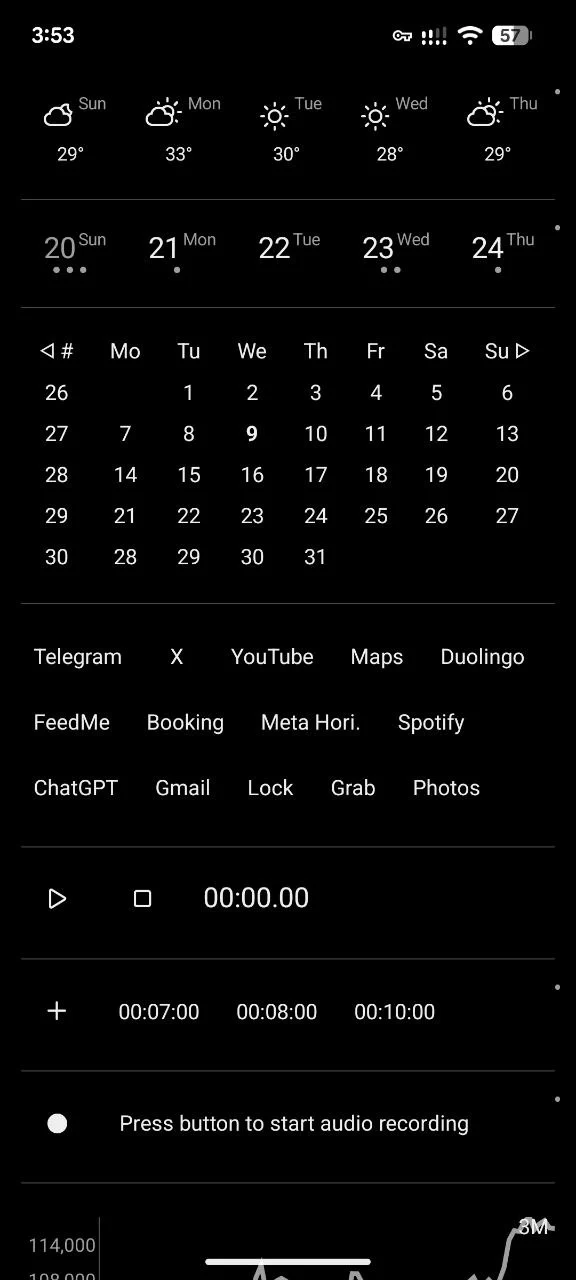 3:53 57
Sun Mon Tue Wed Thu
29° 33° 30° 28° 29°
20 Sun 21 Mon 22 Tue 23 Wed 24 Thu
# Mo Tu We Th Fr Sa Su
26 1 2 3 4 5 6
27 7 8 9 10 11 12 13
28 14 15 16 17 18 19 20
29 21 22 23 24 25 26 27
30 28 29 30 31
Telegram X YouTube Maps Duolingo
FeedMe Booking Meta Hori. Spotify
ChatGPT Gmail Lock Grab Photos
00:00.00
00:07:00 00:08:00 00:10:00
Press button to start audio recording
3M
114,000
108,000